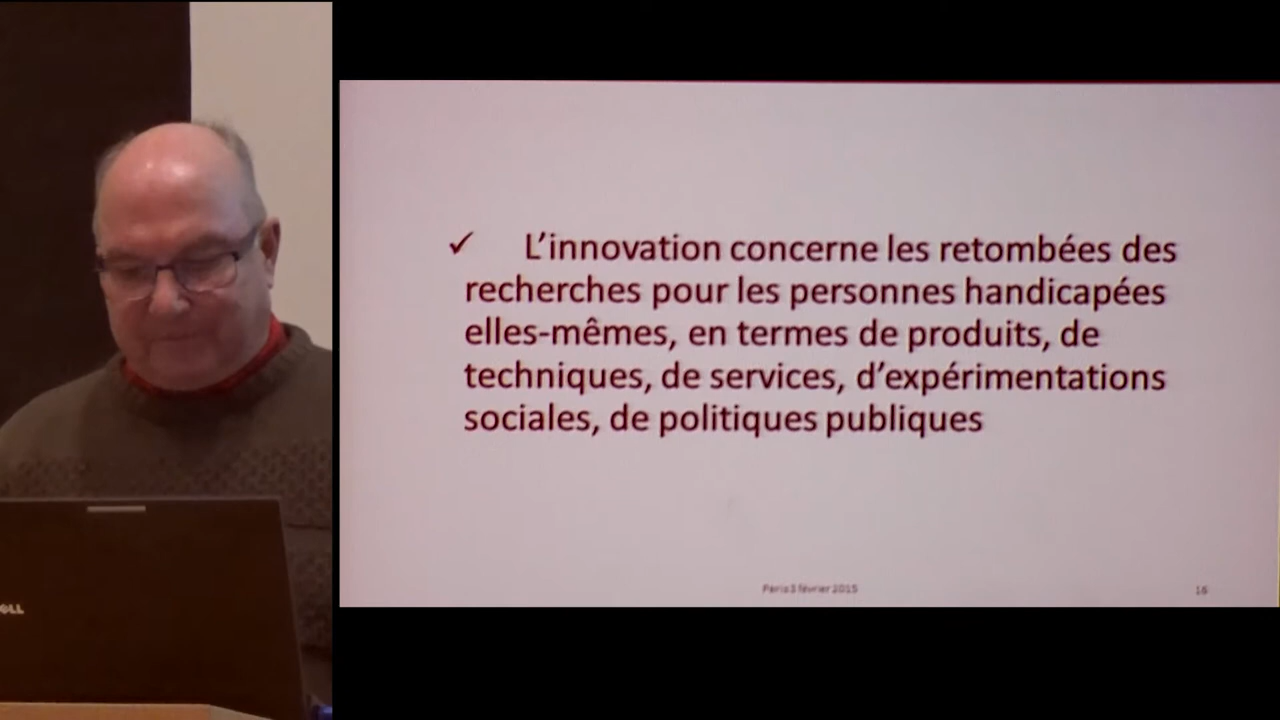 ✓ L'innovation concerne les retombées des
recherches pour les personnes handicapées
elles-mêmes, en termes de produits, de
techniques, de services, d'expérimentations
sociales, de politiques publiques
Paris 3 février 2015
16
DELL